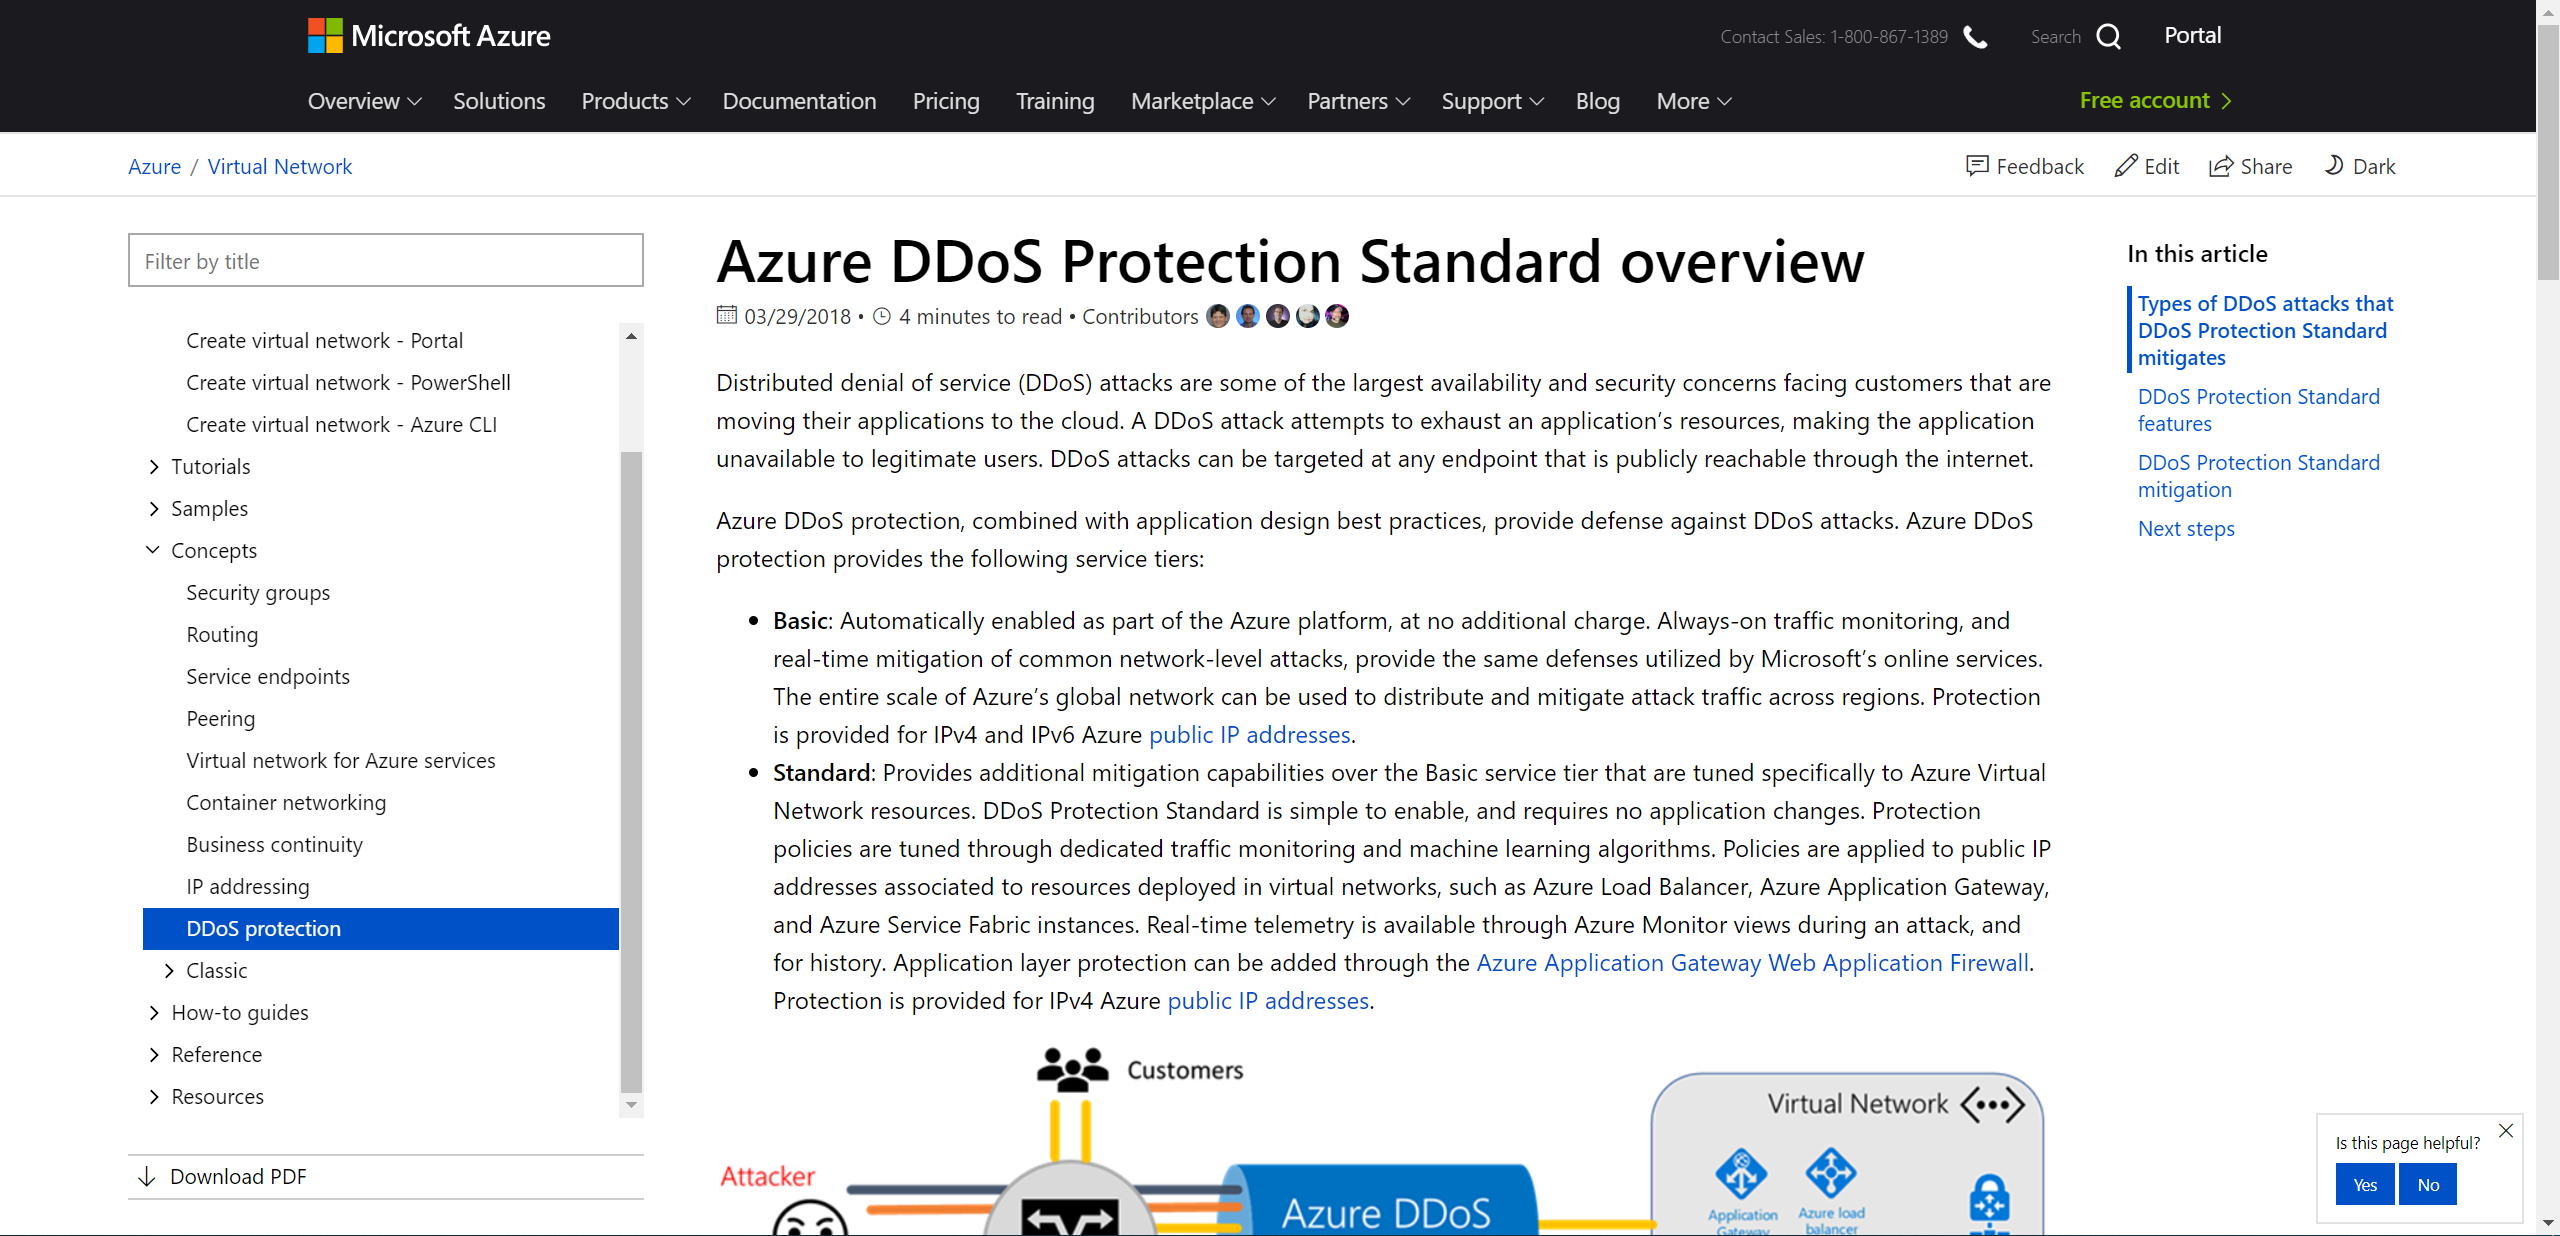 Microsoft Azure
Contact Sales: 1-800-867-1389
Search
Portal
Overview
Solutions
Products
Documentation
Pricing
Training
Marketplace
Partners
Support
Blog
More
Free account
Azure / Virtual Network
Feedback
Edit
Share
Dark
Filter by title
Create virtual network - Portal
Create virtual network - PowerShell
Create virtual network - Azure CLI
Tutorials
Samples
Concepts
Security groups
Routing
Service endpoints
Peering
Virtual network for Azure services
Container networking
Business continuity
IP addressing
DDoS protection
Classic
How-to guides
Reference
Resources
Download PDF
Azure DDoS Protection Standard overview
03/29/2018 • 4 minutes to read • Contributors
Distributed denial of service (DDoS) attacks are some of the largest availability and security concerns facing customers that are
moving their applications to the cloud. A DDoS attack attempts to exhaust an application’s resources, making the application
unavailable to legitimate users. DDoS attacks can be targeted at any endpoint that is publicly reachable through the internet.
Azure DDoS protection, combined with application design best practices, provide defense against DDoS attacks. Azure DDoS
protection provides the following service tiers:
• Basic: Automatically enabled as part of the Azure platform, at no additional charge. Always-on traffic monitoring, and
real-time mitigation of common network-level attacks, provide the same defenses utilized by Microsoft’s online services.
The entire scale of Azure’s global network can be used to distribute and mitigate attack traffic across regions. Protection
is provided for IPv4 and IPv6 Azure public IP addresses.
• Standard: Provides additional mitigation capabilities over the Basic service tier that are tuned specifically to Azure Virtual
Network resources. DDoS Protection Standard is simple to enable, and requires no application changes. Protection
policies are tuned through dedicated traffic monitoring and machine learning algorithms. Policies are applied to public IP
addresses associated to resources deployed in virtual networks, such as Azure Load Balancer, Azure Application Gateway,
and Azure Service Fabric instances. Real-time telemetry is available through Azure Monitor views during an attack, and
for history. Application layer protection can be added through the Azure Application Gateway Web Application Firewall.
Protection is provided for IPv4 Azure public IP addresses.
Customers
Attacker
Azure DDoS
Virtual Network
Application
Gateway
Azure load
balancer
In this article
Types of DDoS attacks that
DDoS Protection Standard
mitigates
DDoS Protection Standard
features
DDoS Protection Standard
mitigation
Next steps
Is this page helpful?
Yes
No